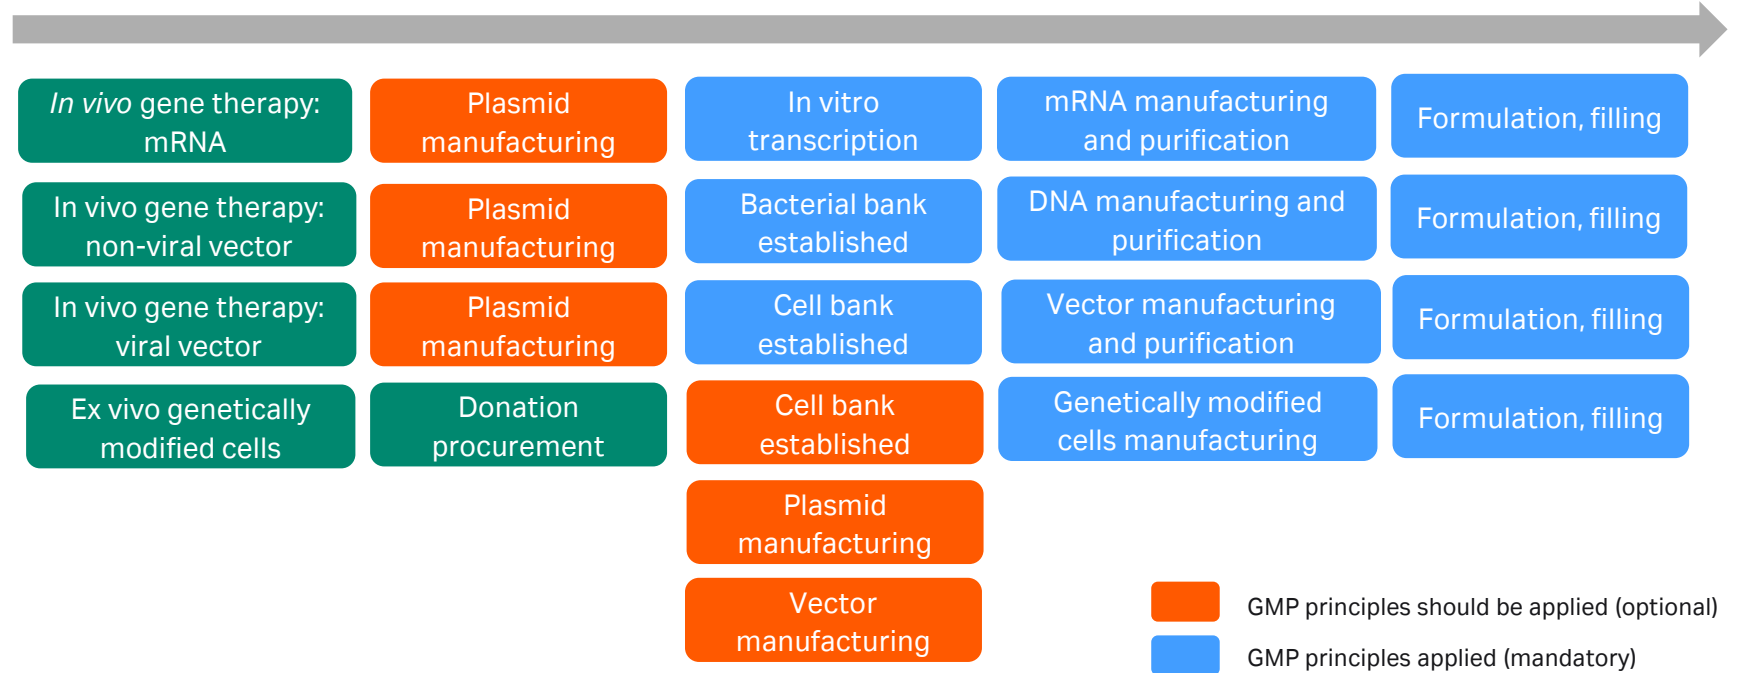 In vivo gene therapy:
mRNA
Plasmid
manufacturing
In vitro
transcription
mRNA manufacturing
and purification
Formulation, filling
In vivo gene therapy:
non-viral vector
Plasmid
manufacturing
Bacterial bank
established
DNA manufacturing and
purification
Formulation, filling
In vivo gene therapy:
viral vector
Plasmid
manufacturing
Cell bank
established
Vector manufacturing
and purification
Formulation, filling
Ex vivo genetically
modified cells
Donation
procurement
Cell bank
established
Genetically modified
cells manufacturing
Formulation, filling
Plasmid
manufacturing
Vector
manufacturing
GMP principles should be applied (optional)
GMP principles applied (mandatory)